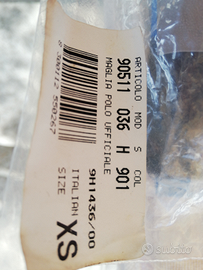 ARTICOLO MOD S COL
90511 036 H 901
MAGLIA POLO UFFICIALE
9H1436/00
ITALIAN
SIZE
XS